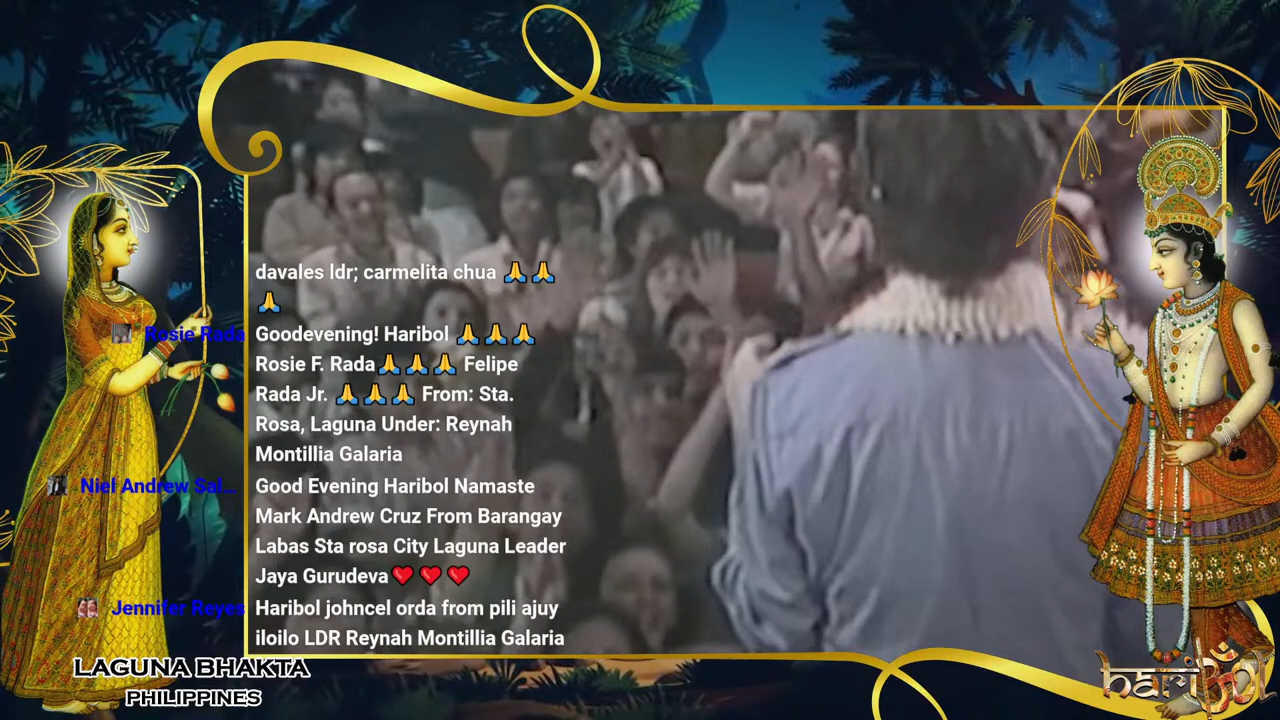 davales ldr; carmelita chua 🙏🙏
🙏
Rosie Rada Goodevening! Haribol 🙏🙏🙏
Rosie F. Rada🙏🙏🙏 Felipe
Rada Jr. 🙏🙏🙏 From: Sta.
Rosa, Laguna Under: Reynah
Montillia Galaria
Niel Andrew Sal... Good Evening Haribol Namaste
Mark Andrew Cruz From Barangay
Labas Sta rosa City Laguna Leader
Jaya Gurudeva❤️❤️❤️
Jennifer Reyes Haribol johncel orda from pili ajuy
iloilo LDR Reynah Montillia Galaria
LAGUNA BHAKTA
PHILIPPINES
hariॐl